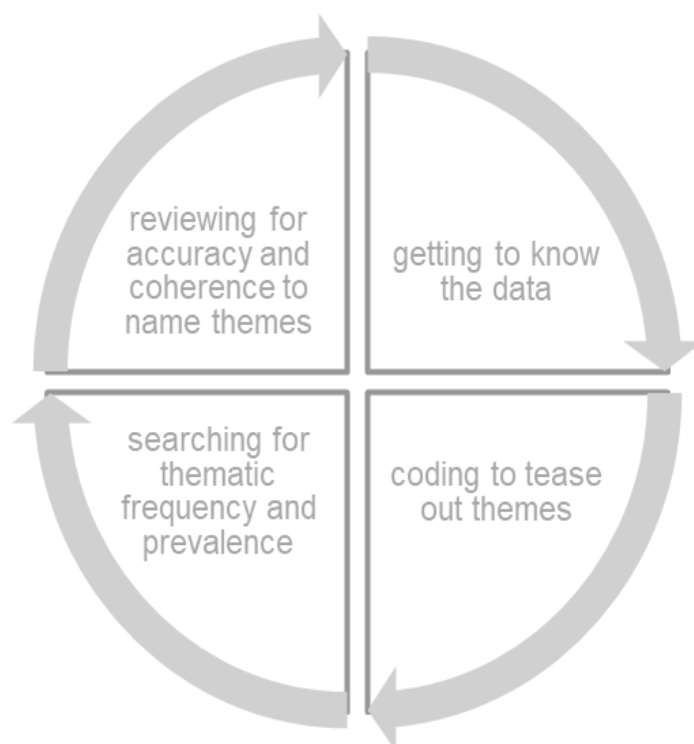 reviewing for
accuracy and
coherence to
name themes
getting to know
the data
searching for
thematic
frequency and
prevalence
coding to tease
out themes